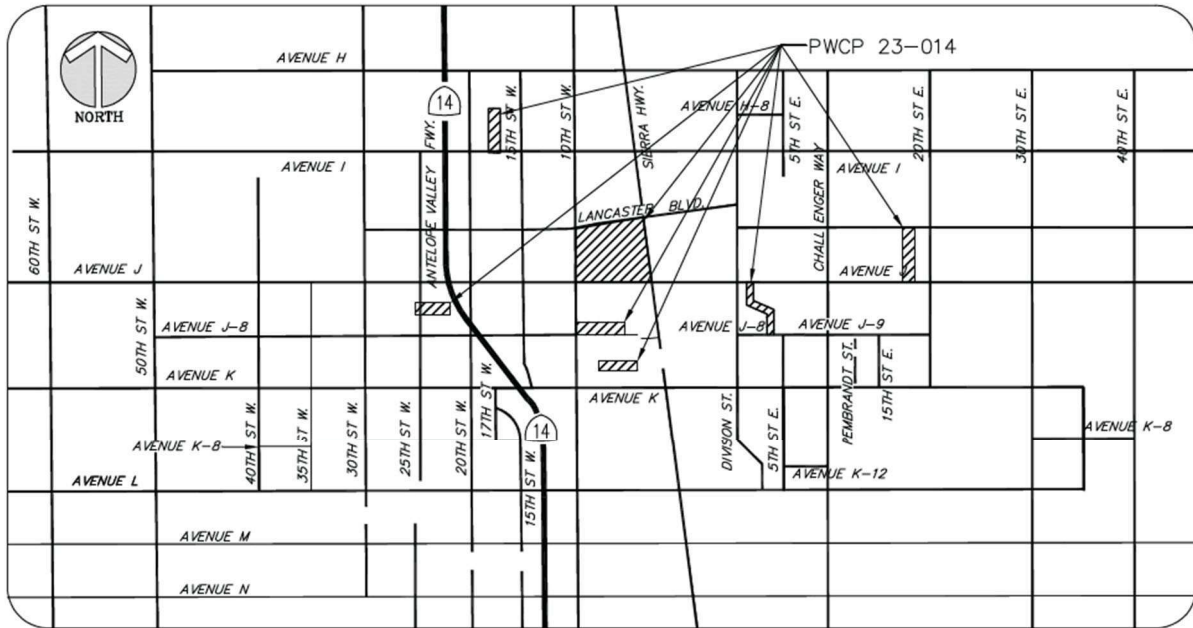 PWCP 23-014
AVENUE H
NORTH
14
FWY.
15TH ST W.
10TH ST W.
SIERRA HWY.
AVENUE H-8
5TH ST E.
20TH ST E.
30TH ST E.
40TH ST E.
AVENUE I
AVENUE I
CHALL ENGER WAY
60TH ST W.
ANTELOPE VALLEY
LANCASTER BLVD.
AVENUE J
AVENUE J
50TH ST W.
AVENUE J-8
AVENUE J-8
AVENUE J-9
AVENUE K
17TH ST W.
AVENUE K
PEMBRANDT ST.
15TH ST E.
AVENUE K-8
40TH ST W.
35TH ST W.
30TH ST W.
25TH ST W.
20TH ST W.
14
DIVISION ST.
5TH ST E.
AVENUE K-8
AVENUE K-12
AVENUE L
15TH ST W.
AVENUE M
AVENUE N